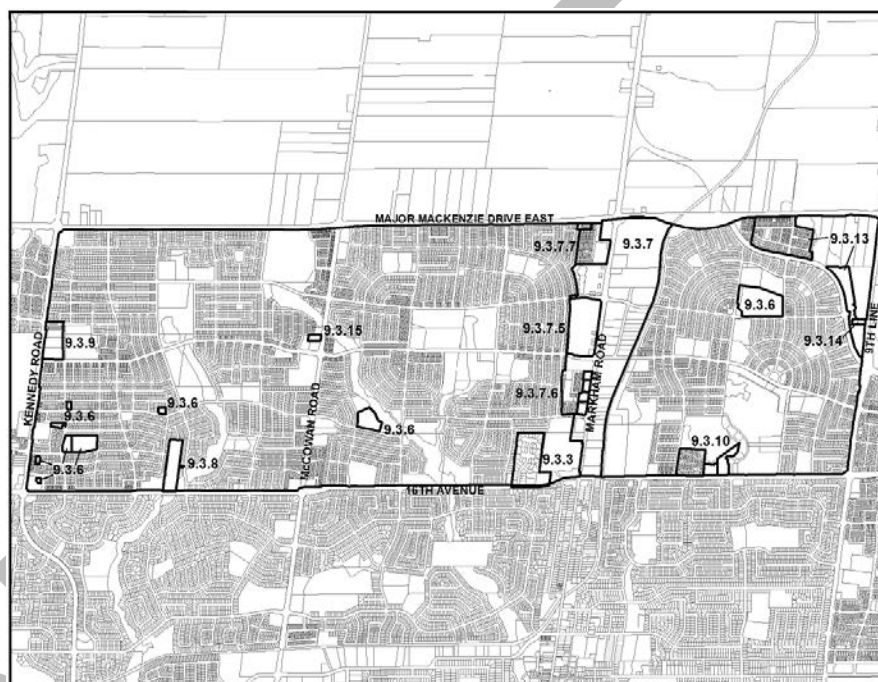 MAJOR MACKENZIE DRIVE EAST
9.3.7.7
9.3.7
9.3.13
9.3.6
9.3.15
9.3.7.5
9.3.14
9TH LINE
KENNEDY ROAD
9.3.9
McCOWAN ROAD
MARKHAM ROAD
9.3.7.6
9.3.6
9.3.6
9.3.6
9.3.10
9.3.3
9.3.8
9.3.6
16TH AVENUE